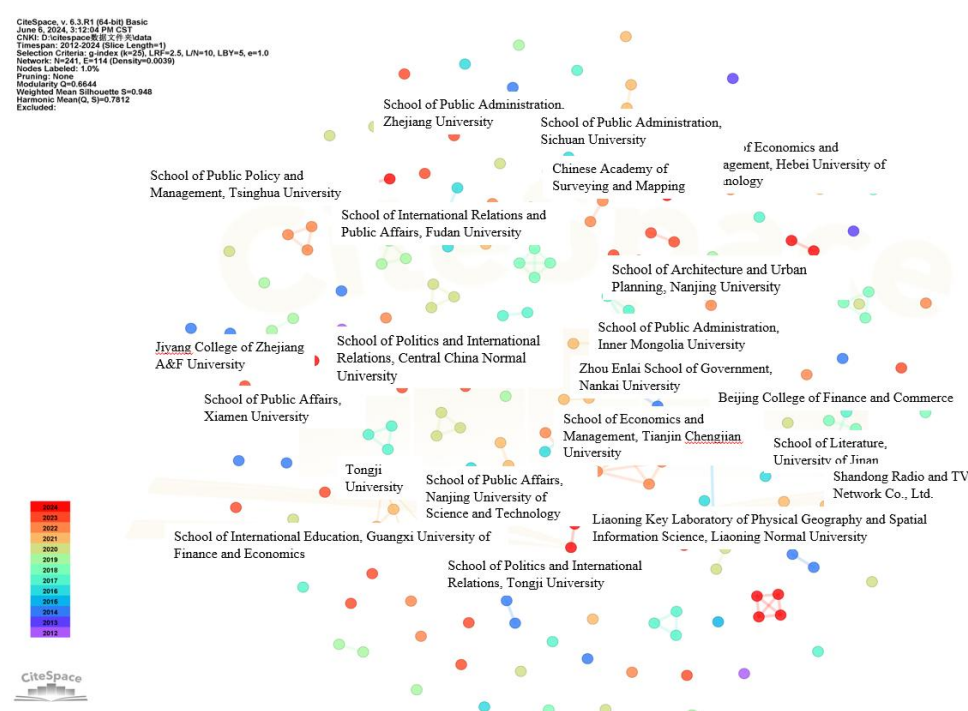 CiteSpace, v. 6.3.R1 (64-bit) Basic
June 6, 2024, 3:12:04 PM CST
CNKI: D:\citespace数据文件夹\data
Timespan: 2012-2024 (Slice Length=1)
Selection Criteria: g-index (k=25), LRF=2.5, L/N=10, LBY=5, e=1.0
Network: N=241, E=114 (Density=0.0039)
Nodes Labeled: 1.0%
Pruning: None
Modularity Q=0.6644
Weighted Mean Silhouette S=0.948
Harmonic Mean(Q, S)=0.7812
Excluded:
School of Public Administration.
Zhejiang University
School of Public Administration,
Sichuan University
of Economics and
agement, Hebei University of
nology
Chinese Academy of
Surveying and Mapping
School of Public Policy and
Management, Tsinghua University
School of International Relations and
Public Affairs, Fudan University
School of Architecture and Urban
Planning, Nanjing University
School of Public Administration,
Inner Mongolia University
School of Politics and International
Relations, Central China Normal
University
Jiyang College of Zhejiang
A&F University
Zhou Enlai School of Government,
Nankai University
Beijing College of Finance and Commerce
School of Public Affairs,
Xiamen University
School of Economics and
Management, Tianjin Chengjian
University
School of Literature,
University of Jinan
Tongji
University
School of Public Affairs,
Nanjing University of
Science and Technology
Shandong Radio and TV
Network Co., Ltd.
Liaoning Key Laboratory of Physical Geography and Spatial
Information Science, Liaoning Normal University
School of International Education, Guangxi University of
Finance and Economics
School of Politics and International
Relations, Tongji University
2024
2023
2022
2021
2020
2019
2018
2017
2016
2015
2014
2013
2012
CiteSpace
CiteSpace